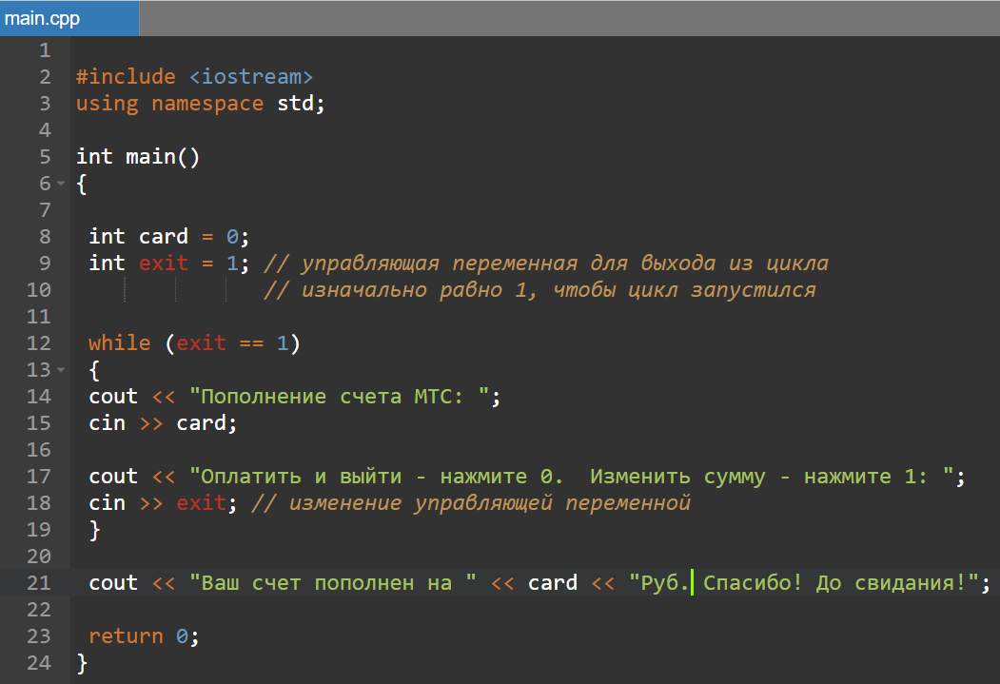 main.cpp
1
2 #include <iostream>
3 using namespace std;
4
5 int main()
6 {
7
8 int card = 0;
9 int exit = 1; // управляющая переменная для выхода из цикла
10 // изначально равно 1, чтобы цикл запустился
11
12 while (exit == 1)
13 {
14 cout << "Пополнение счета МТС: ";
15 cin >> card;
16
17 cout << "Оплатить и выйти - нажмите 0.  Изменить сумму - нажмите 1: ";
18 cin >> exit; // изменение управляющей переменной
19 }
20
21 cout << "Ваш счет пополнен на " << card << "Руб. Спасибо! До свидания!";
22
23 return 0;
24 }